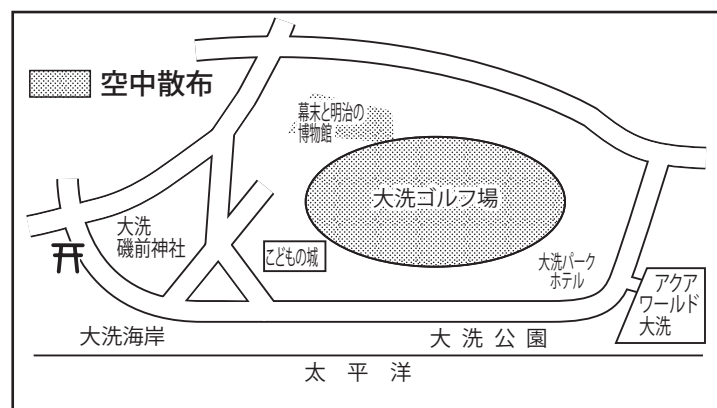 空中散布
幕末と明治の
博物館
大洗ゴルフ場
大洗
磯前神社
こどもの城
大洗パーク
ホテル
アクア
ワールド
大洗
大洗海岸
大洗公園
太平洋